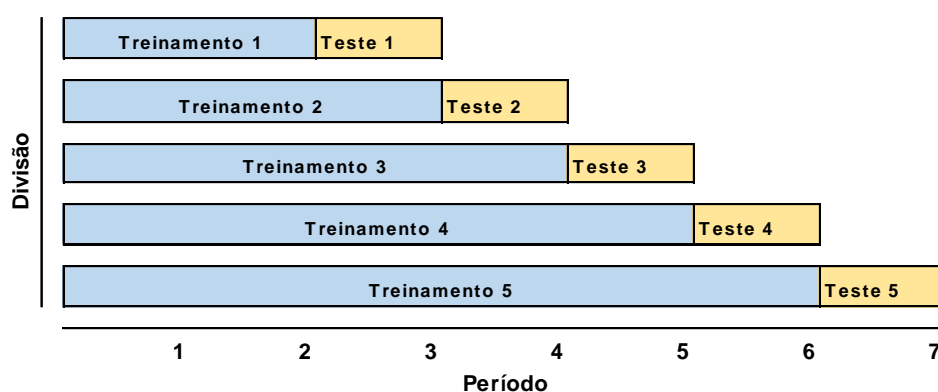 Treinamento 1 Teste 1
Treinamento 2 Teste 2
Treinamento 3 Teste 3
Treinamento 4 Teste 4
Treinamento 5 Teste 5
Divisão
1 2 3 4 5 6 7
Período